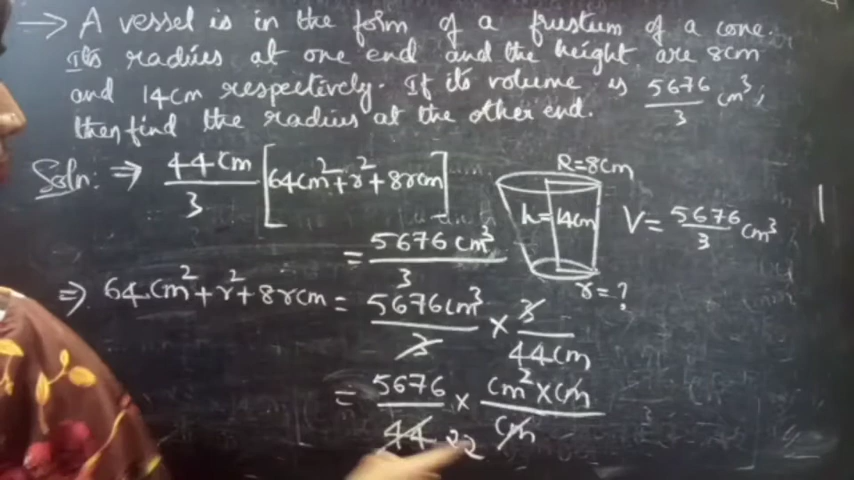 → A vessel is in the form of a frustum of a cone.
Its radius at one end and the height are 8cm
and 14cm respectively. If its volume is 5676/3 cm³,
then find the radius at the other end.
Soln: ⇒ 44cm/3 [64cm²+r²+8rcm]
= 5676cm³/3
R=8cm
h=14cm
r=?
V= 5676/3 cm³
⇒ 64cm²+r²+8rcm = 5676cm³/3 × 3/44cm
= 5676/44 × cm²×cm/cm
22